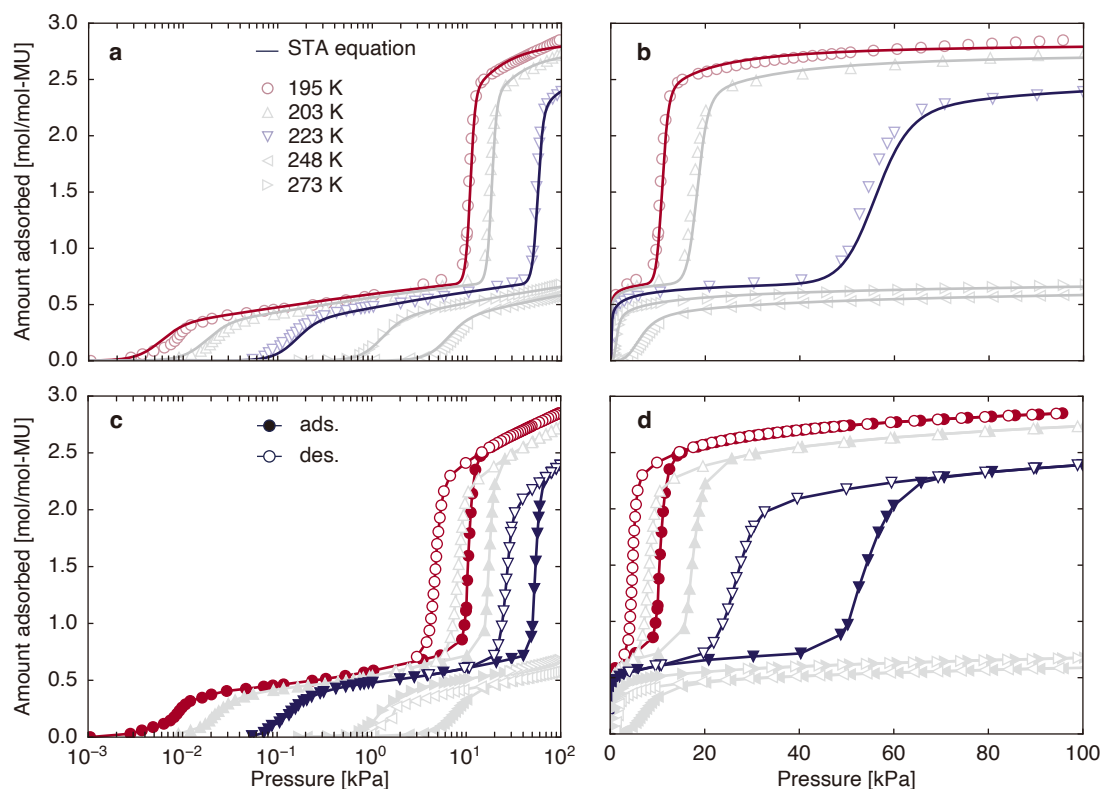 3.0
2.5
2.0
1.5
1.0
0.5
0.0
Amount adsorbed [mol/mol-MU]
a
STA equation
195 K
203 K
223 K
248 K
273 K
b
3.0
2.5
2.0
1.5
1.0
0.5
0.0
Amount adsorbed [mol/mol-MU]
c
ads.
des.
d
10⁻³ 10⁻² 10⁻¹ 10⁰ 10¹ 10²
Pressure [kPa]
0 20 40 60 80 100
Pressure [kPa]